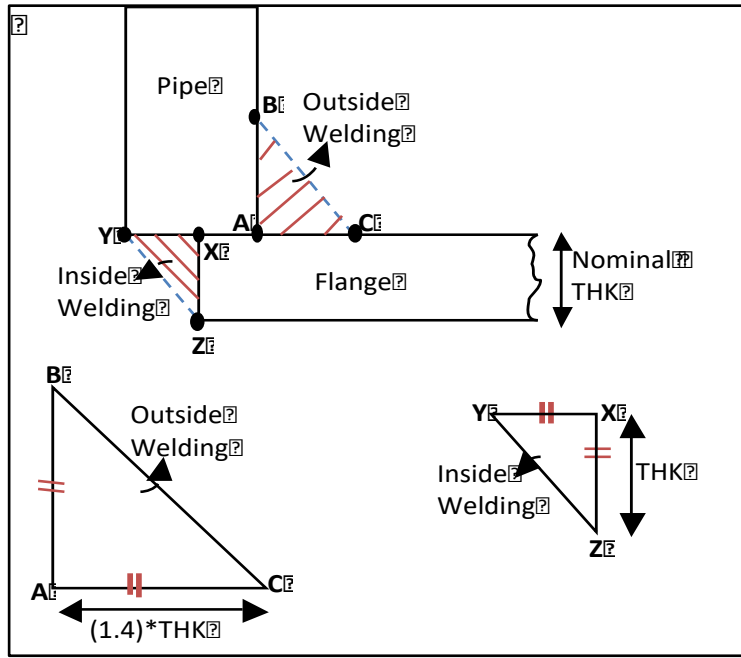 Pipe
B
Outside
Welding
A
C
Y
X
Inside
Welding
Flange
Nominal
THK
Z
B
Outside
Welding
A
C
(1.4)*THK
Y
X
Inside
Welding
THK
Z